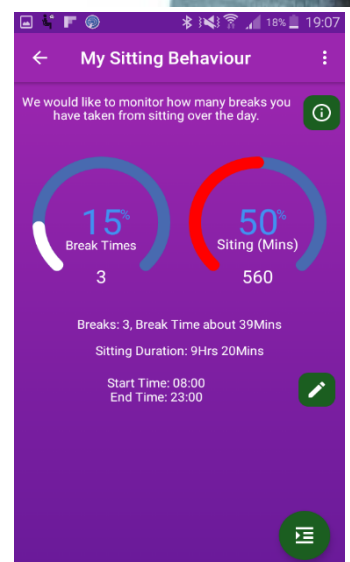 18% 19:07
My Sitting Behaviour
We would like to monitor how many breaks you
have taken from sitting over the day.
15% 50%
Break Times Siting (Mins)
3 560
Breaks: 3, Break Time about 39Mins
Sitting Duration: 9Hrs 20Mins
Start Time: 08:00
End Time: 23:00